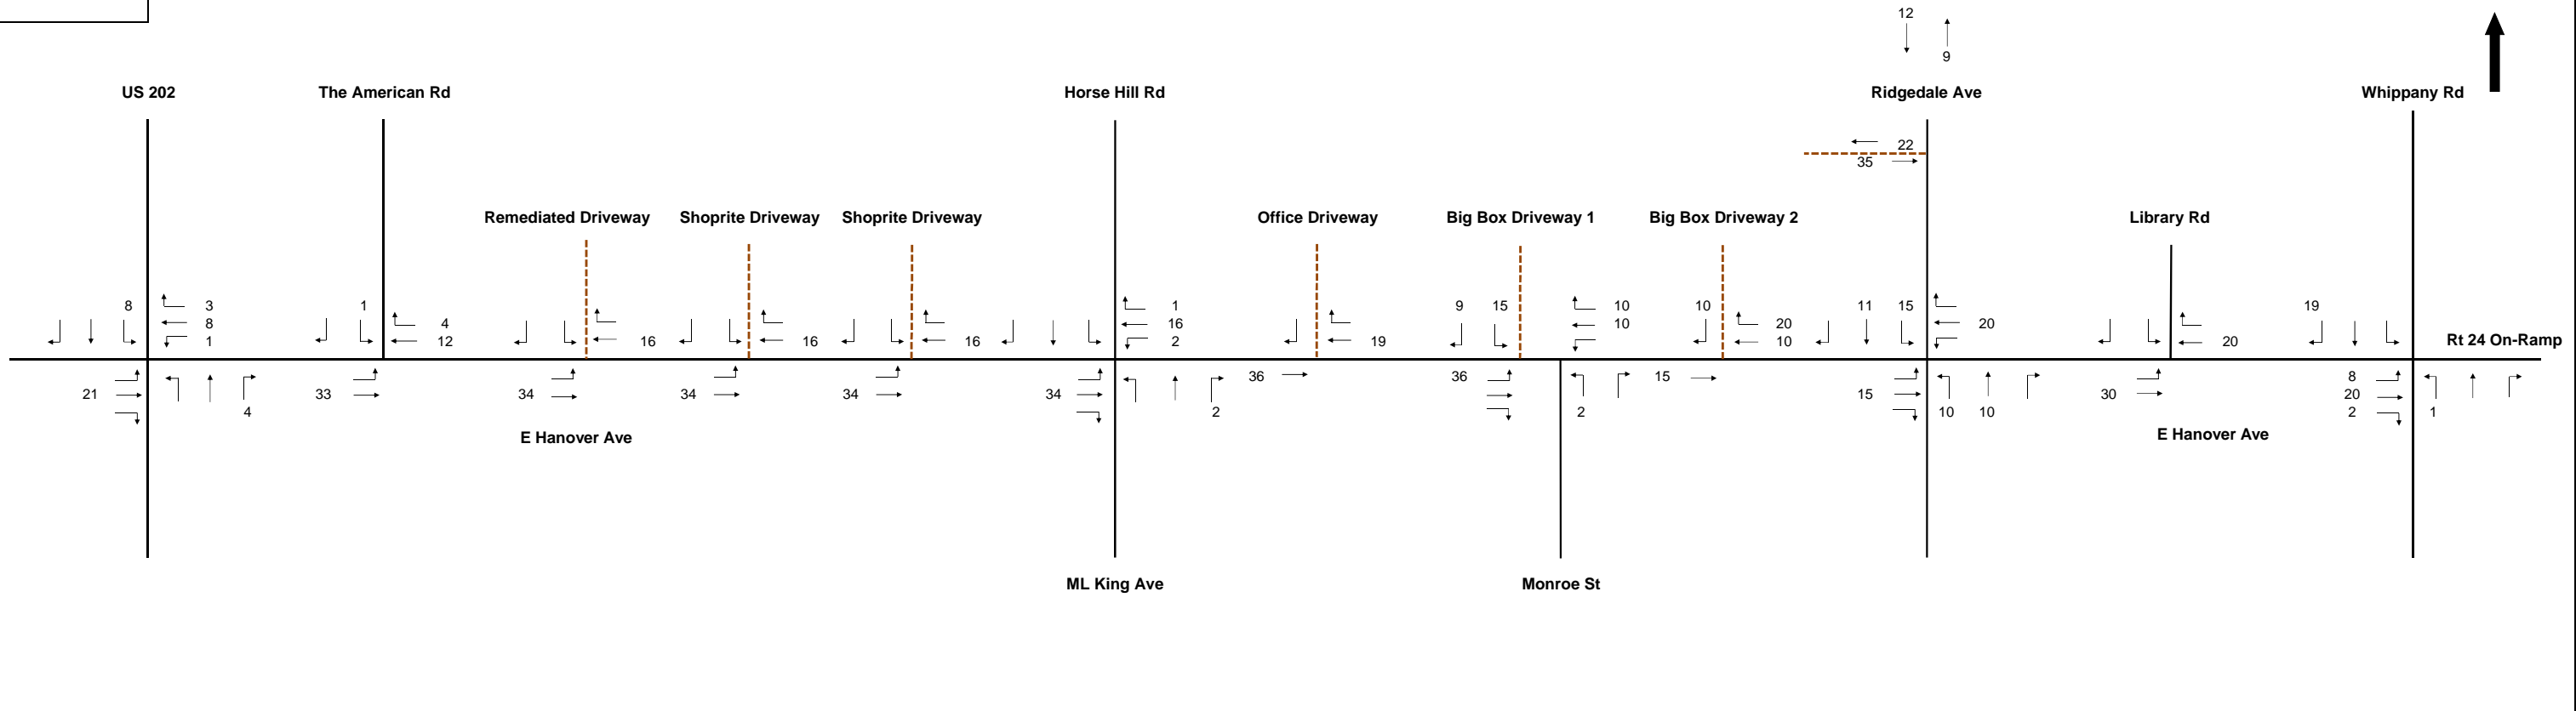 12
9
US 202 The American Rd Horse Hill Rd Ridgedale Ave Whippany Rd
22
35
Remediated Driveway Shoprite Driveway Shoprite Driveway Office Driveway Big Box Driveway 1 Big Box Driveway 2 Library Rd
8 3 1 1 9 15 10 10 11 15 19
8 4 16 10 20 20
1 12 16 16 16 2 19 10 20 Rt 24 On-Ramp
36 36 15 8
21 33 34 34 34 34 15 30 20
4 2 2 10 10 2 1
E Hanover Ave E Hanover Ave
ML King Ave Monroe St